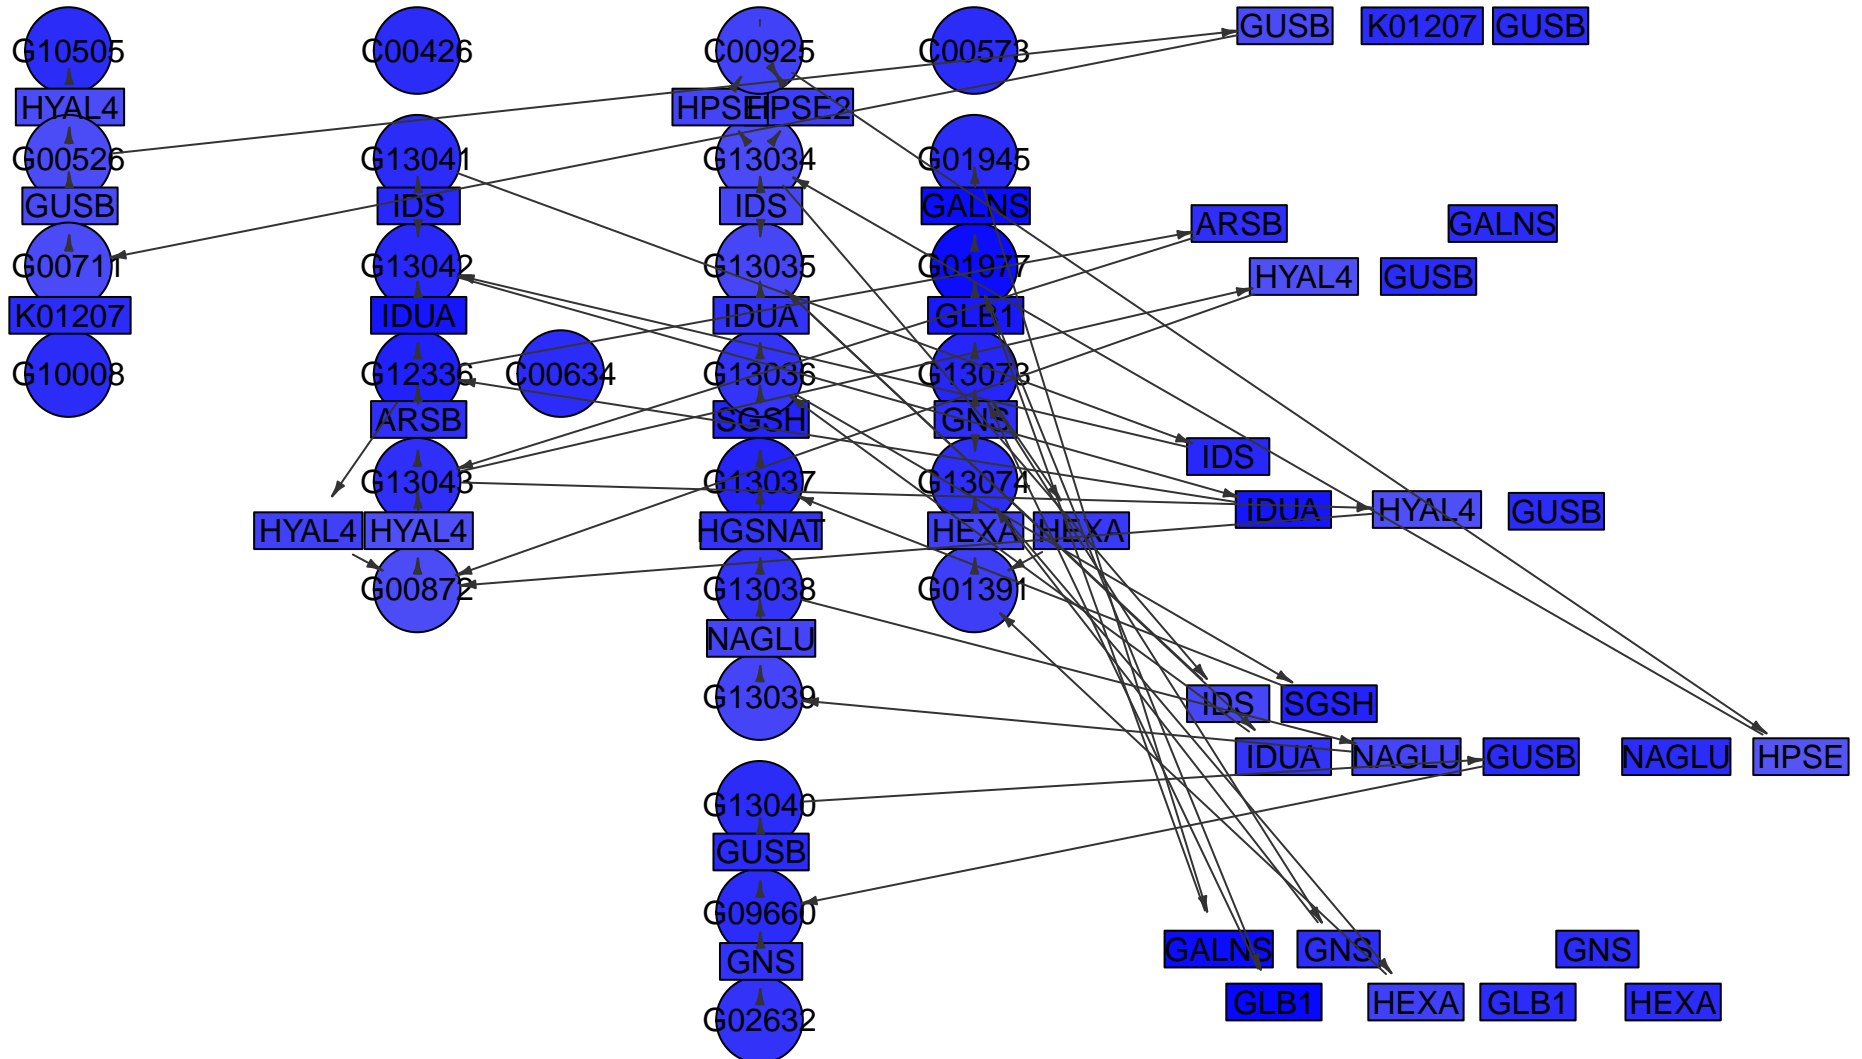 G10505 C00426 C00925 C00573 GUSB K01207 GUSB
HYAL4 HPSE HPSE2
G00526 G13041 G13034 G01945
GUSB IDS IDS GALNS ARSB GALNS
G00711 G13042 G13035 G01977 HYAL4 GUSB
K01207 IDUA IDUA GLB1
G10008 G12336 C00634 G13036 G13073
ARSB SGSH GNS IDS
G13043 G13037 G13074 IDUA HYAL4 GUSB
HYAL4 HYAL4 HGSNAT HEXA HEXA
G00872 G13038 G01391
NAGLU
G13039 IDS SGSH
IDUA NAGLU GUSB NAGLU HPSE
G13040
GUSB
G09660
GNS GALNS GNS GNS
G02632 GLB1 HEXA GLB1 HEXA